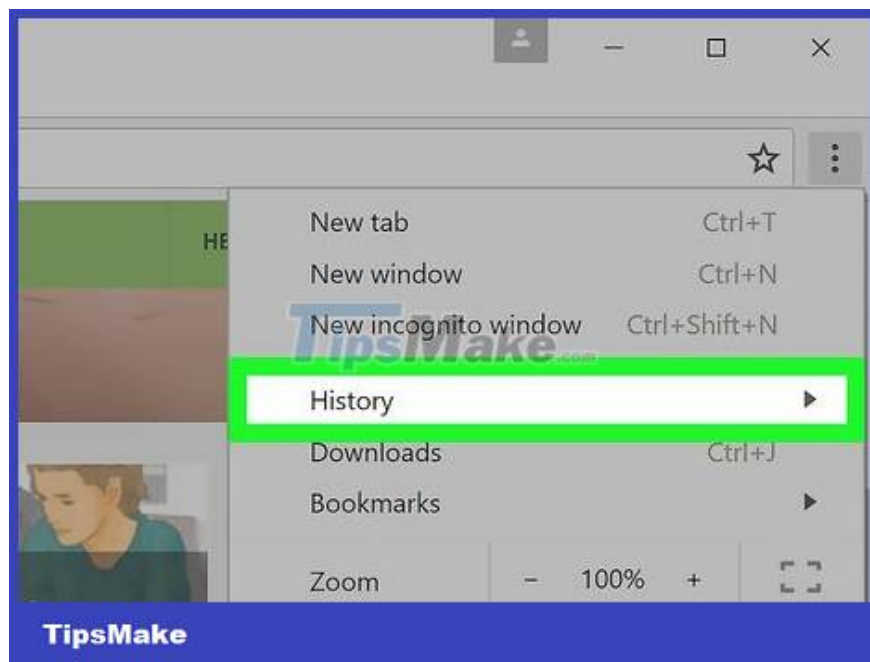 HE
New tab Ctrl+T
New window Ctrl+N
New incognito window Ctrl+Shift+N
TipsMake.com
History
Downloads Ctrl+J
Bookmarks
Zoom - 100% +
TipsMake